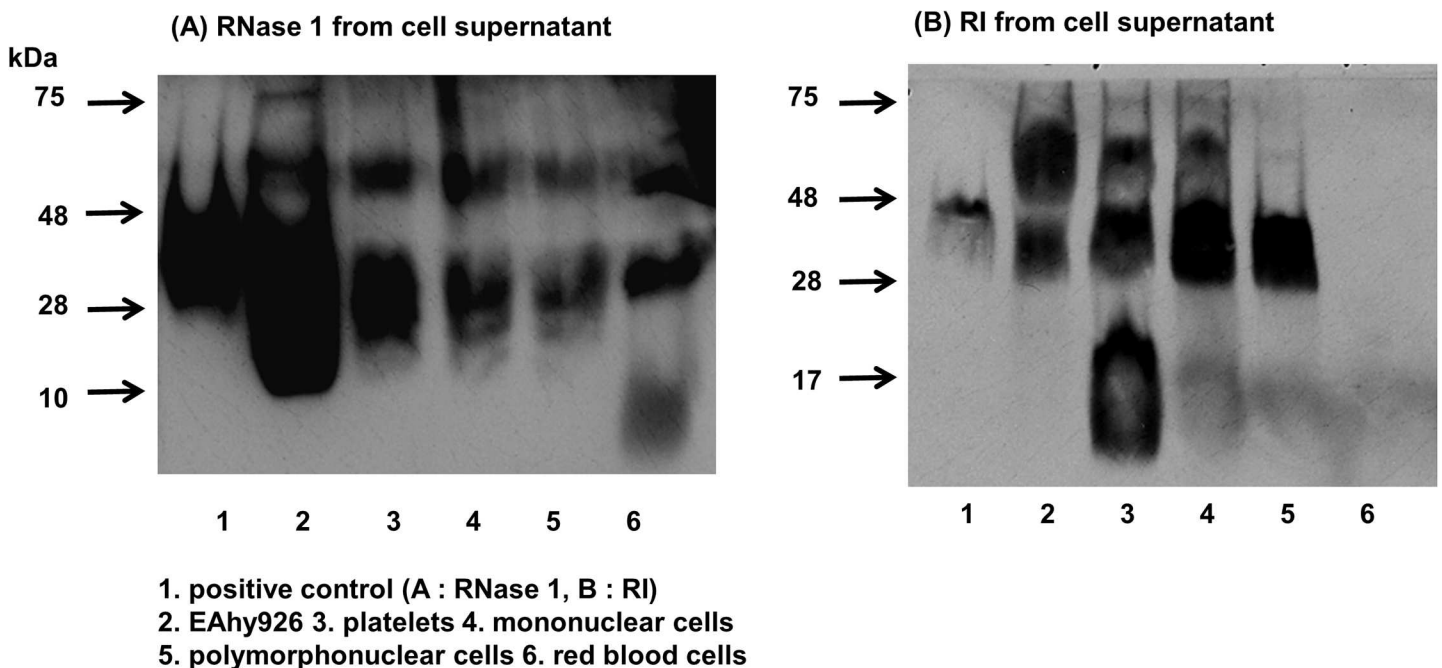 (A) RNase 1 from cell supernatant
kDa
75
48
28
10
1 2 3 4 5 6
(B) RI from cell supernatant
75
48
28
17
1 2 3 4 5 6
1. positive control (A : RNase 1, B : RI)
2. EAhy926 3. platelets 4. mononuclear cells
5. polymorphonuclear cells 6. red blood cells